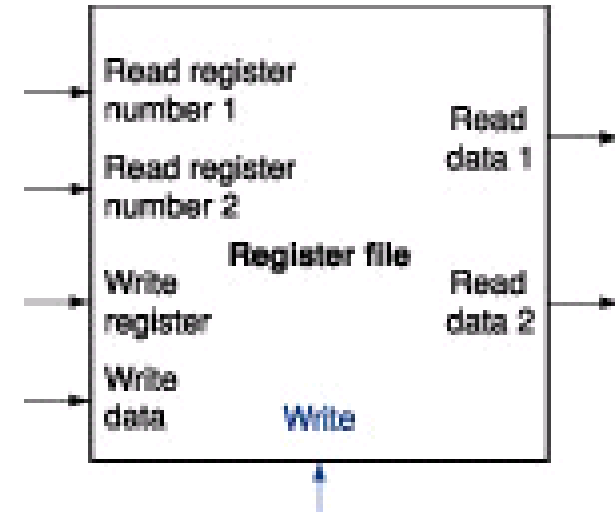 Read register
number 1
Read
data 1
Read register
number 2
Register file
Write
register
Read
data 2
Write
data
Write